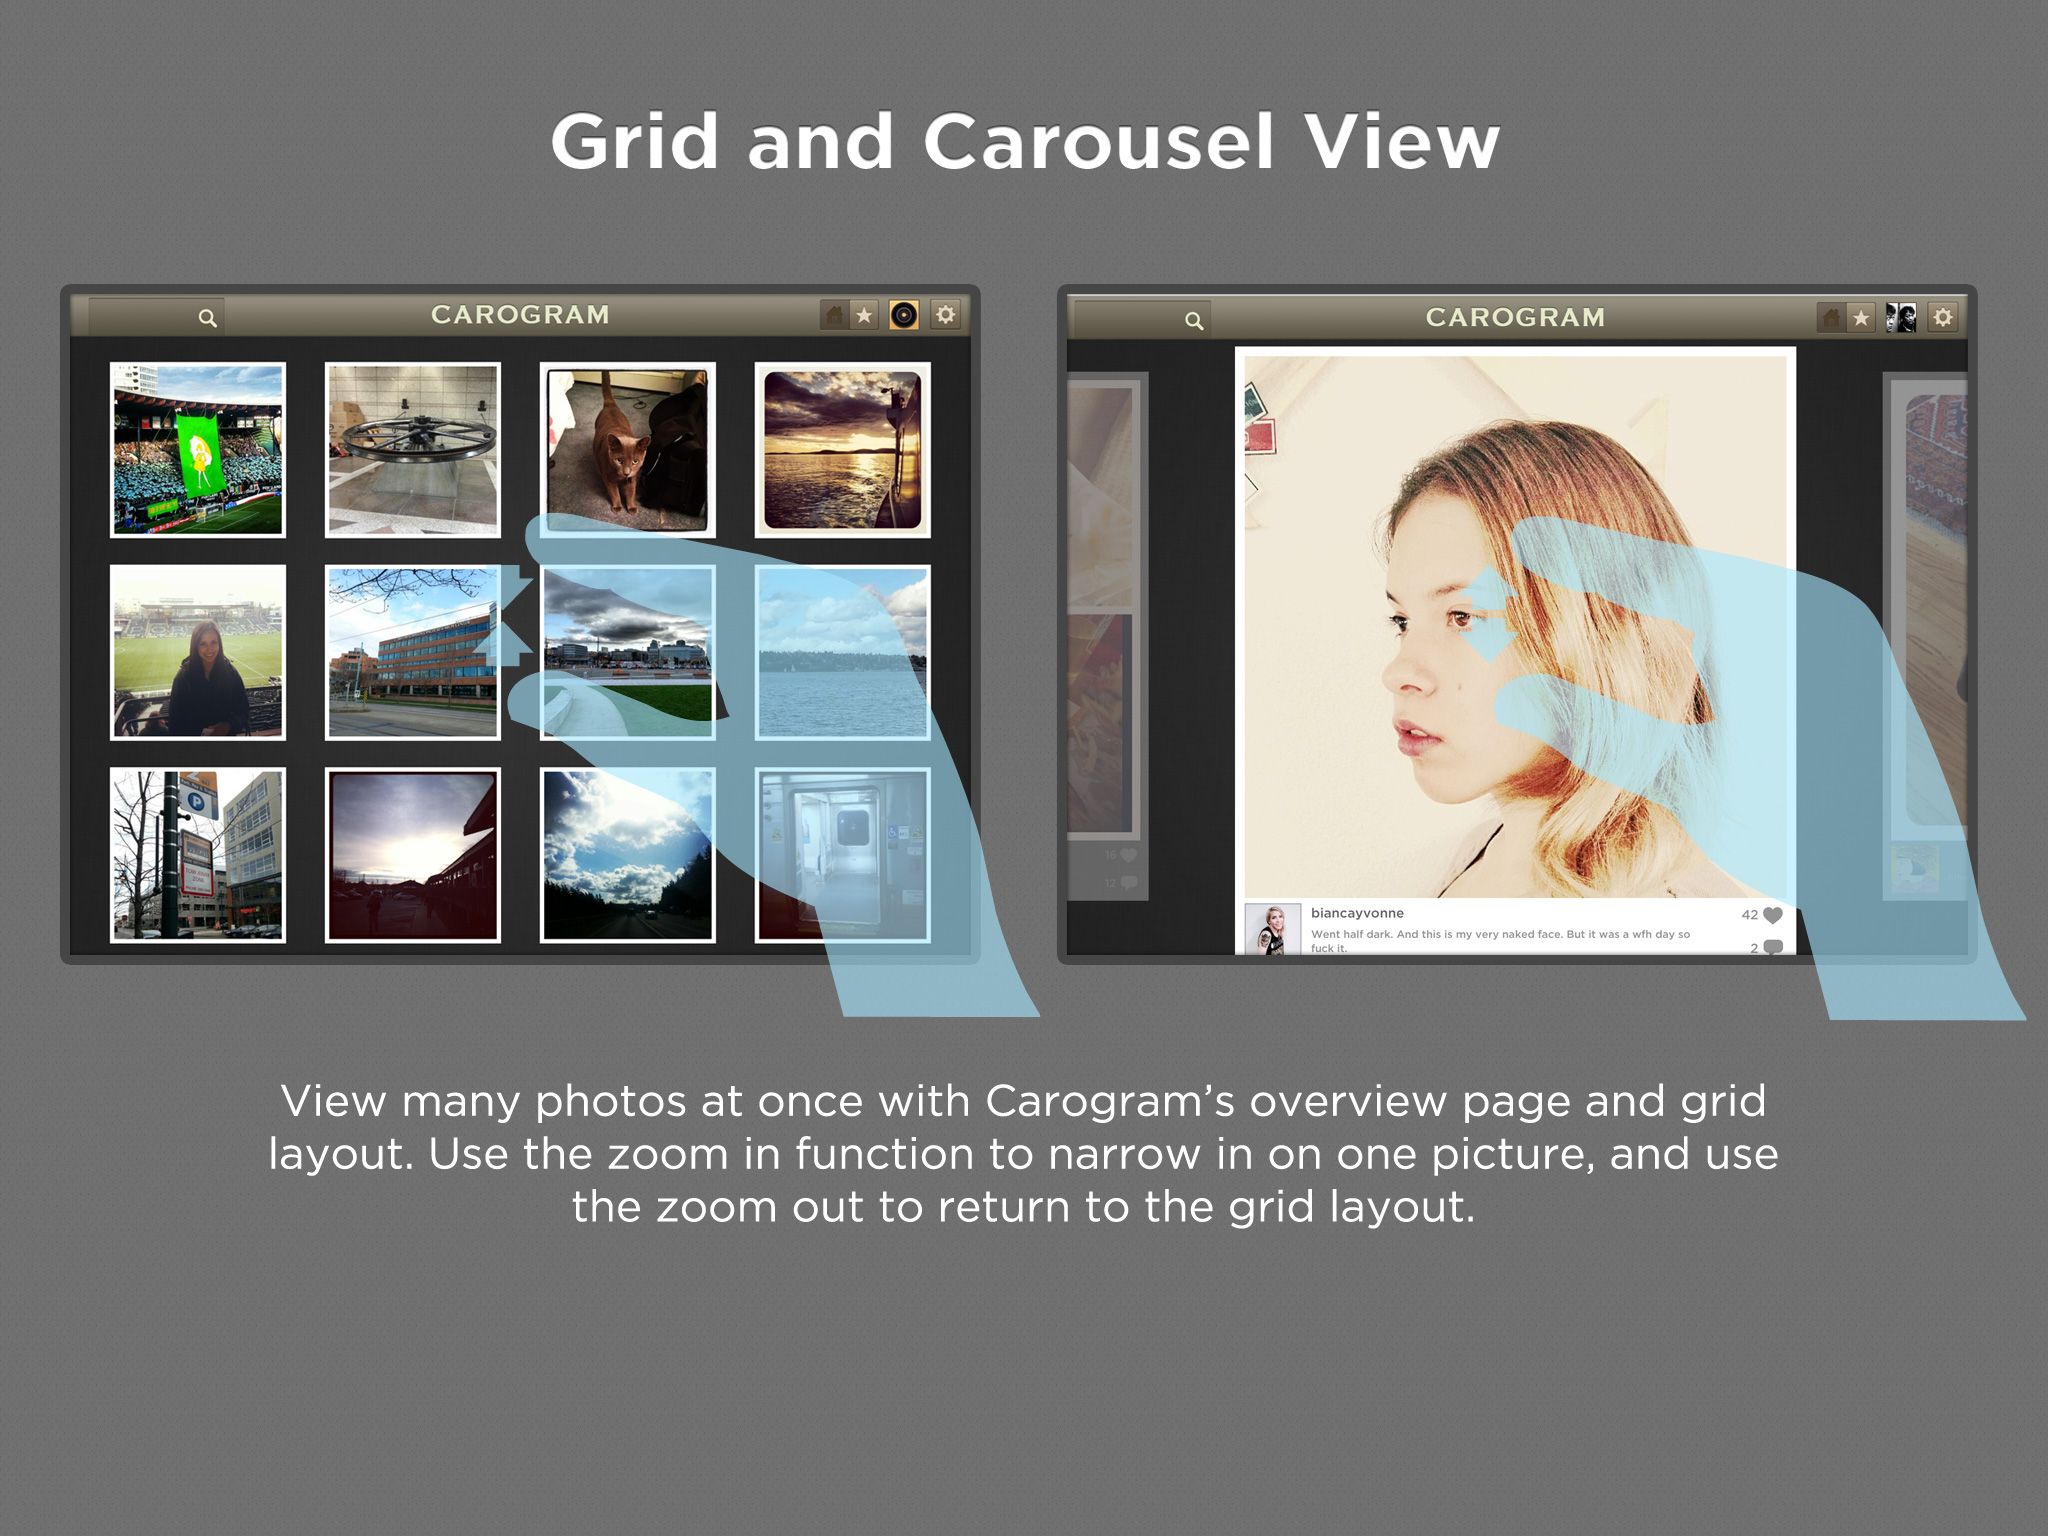 Grid and Carousel View
CAROGRAM
P
CAROGRAM
16
12
biancayvonne
42
Went half dark. And this is my very naked face. But it was a wfh day so
fuck it.
2
View many photos at once with Carogram’s overview page and grid
layout. Use the zoom in function to narrow in on one picture, and use
the zoom out to return to the grid layout.